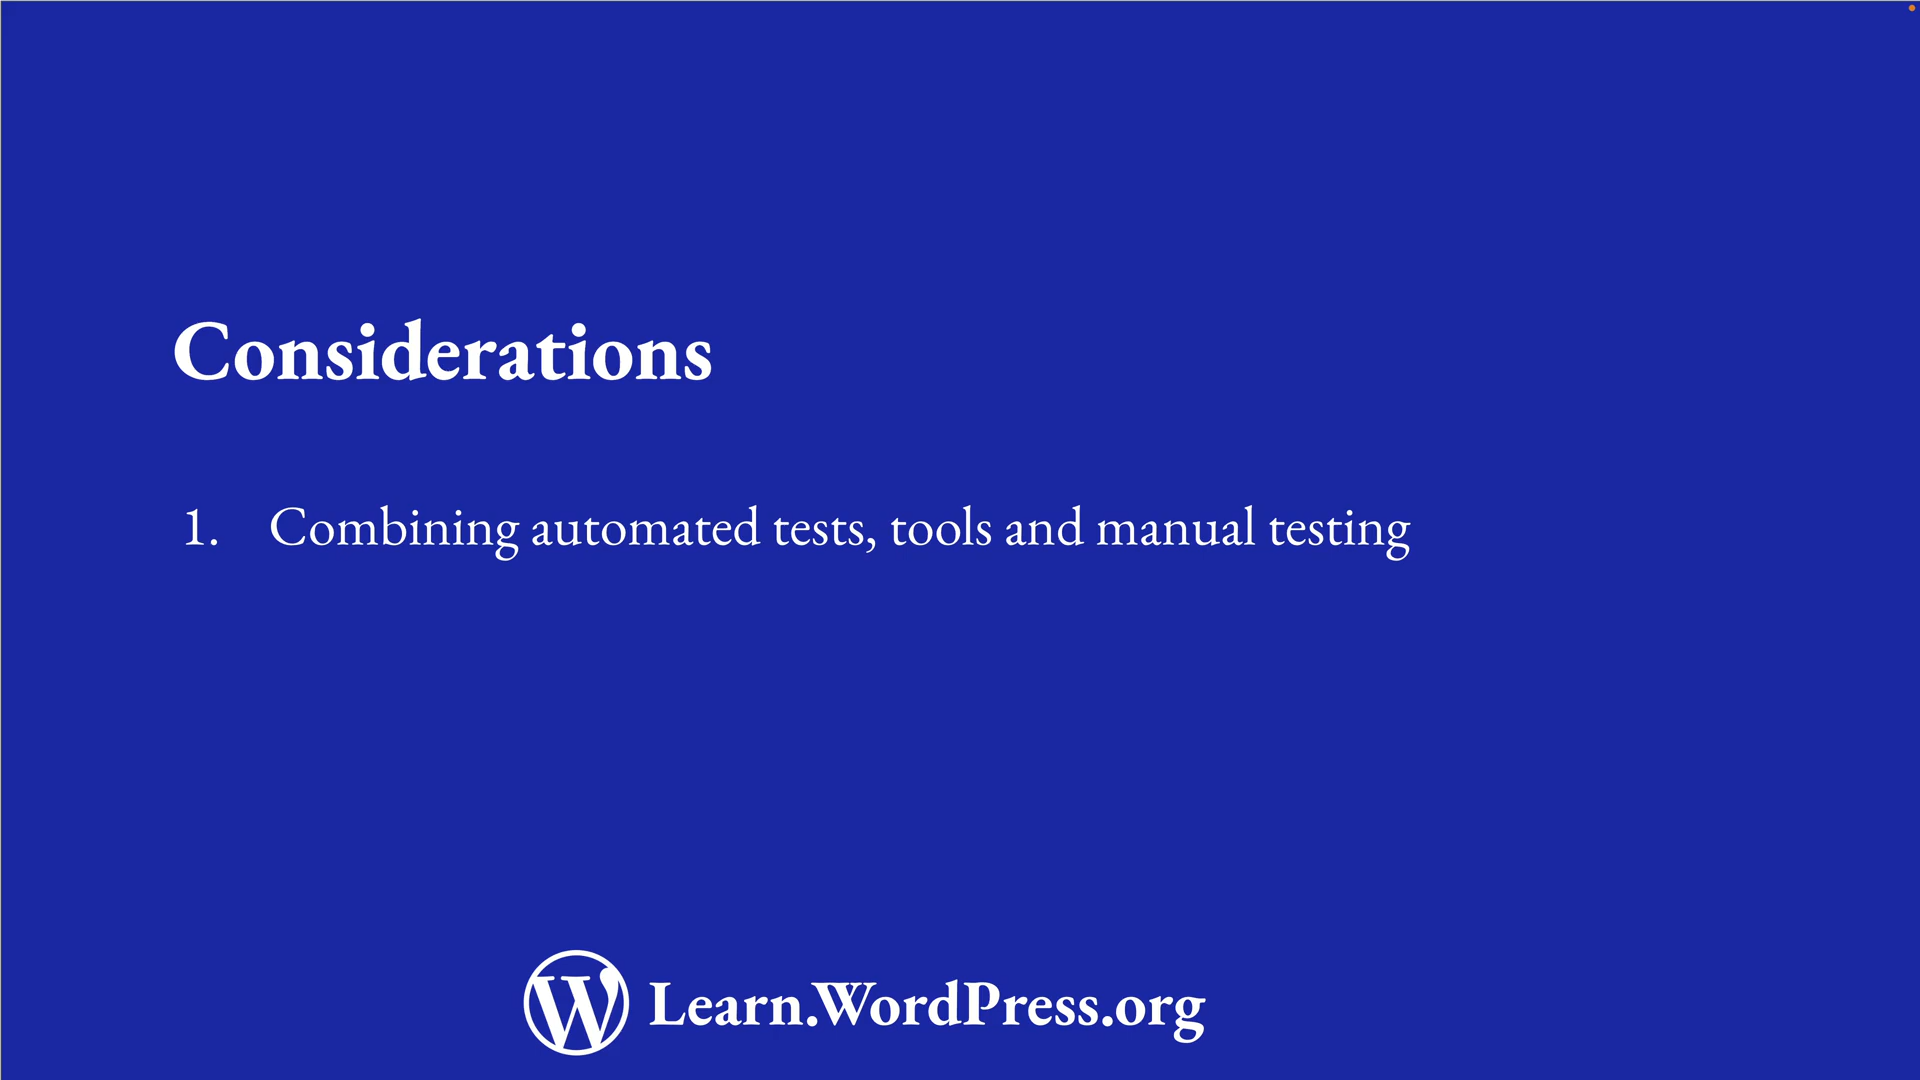 Considerations
1. Combining automated tests, tools and manual testing
Learn.WordPress.org